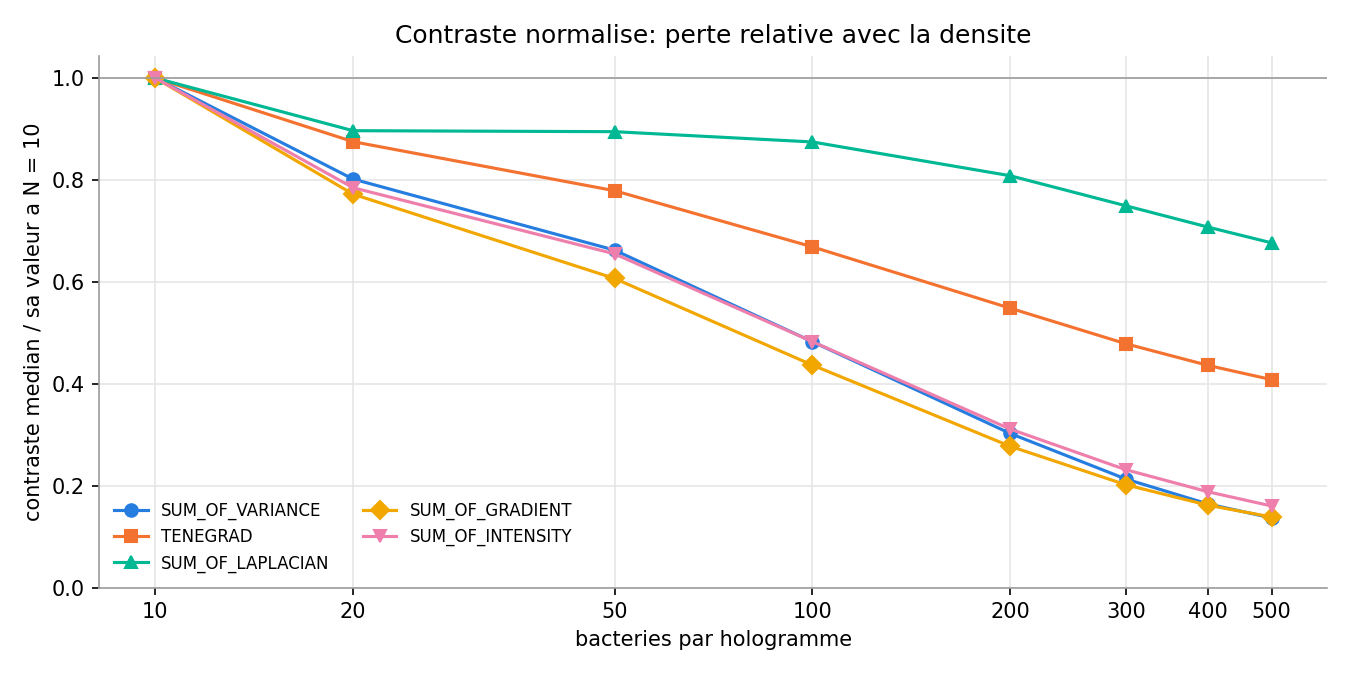 Contraste normalise: perte relative avec la densite
contraste median / sa valeur a N = 10
1.0
0.8
0.6
0.4
0.2
0.0
SUM_OF_VARIANCE
TENEGRAD
SUM_OF_LAPLACIAN
SUM_OF_GRADIENT
SUM_OF_INTENSITY
10 20 50 100 200 300 400 500
bacteries par hologramme